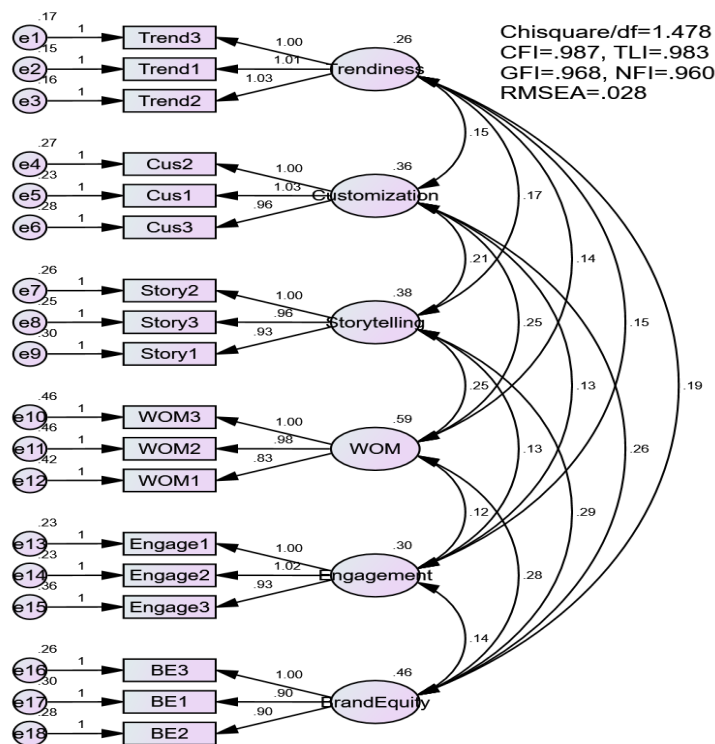 Chisquare/df=1.478
CFI=.987, TLI=.983
GFI=.968, NFI=.960
RMSEA=.028
.17
e1 1 Trend3 1.00 .26
.15
e2 1 Trend1 1.01 Trendiness
.16
e3 1 Trend2 1.03
.15
.27
e4 1 Cus2 1.00 .36
.23
e5 1 Cus1 1.03 Customization
.28
e6 1 Cus3 .96
.17
.21 .14
.26
e7 1 Story2 1.00 .38
.25
e8 1 Story3 .96 Storytelling .25 .15
.30
e9 1 Story1 .93
.25 .13 .19
.46
e10 1 WOM3 1.00 .59
.46
e11 1 WOM2 .98 WOM .13 .26
.42
e12 1 WOM1 .83
.12 .29
.23
e13 1 Engage1 1.00 .30
.23
e14 1 Engage2 1.02 Engagement .28
.36
e15 1 Engage3 .93
.14
.26
e16 1 BE3 1.00 .46
.30
e17 1 BE1 .90 BrandEquity
.28
e18 1 BE2 .90